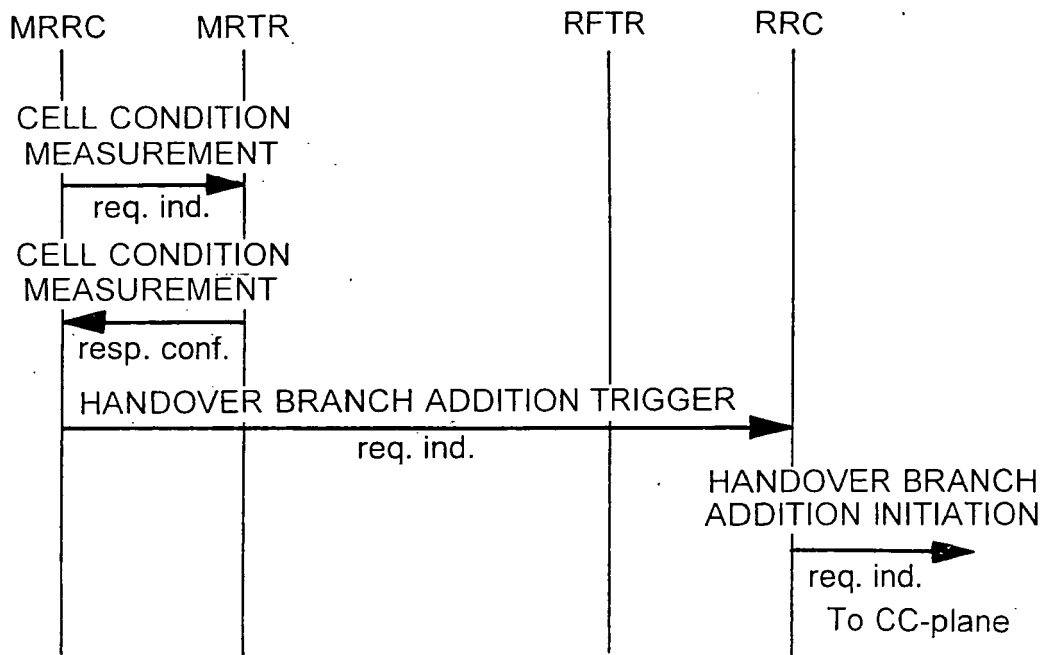 MRRC MRTR RFTR RRC
CELL CONDITION
MEASUREMENT
req. ind.
CELL CONDITION
MEASUREMENT
resp. conf.
HANDOVER BRANCH ADDITION TRIGGER
req. ind.
HANDOVER BRANCH
ADDITION INITIATION
req. ind.
To CC-plane